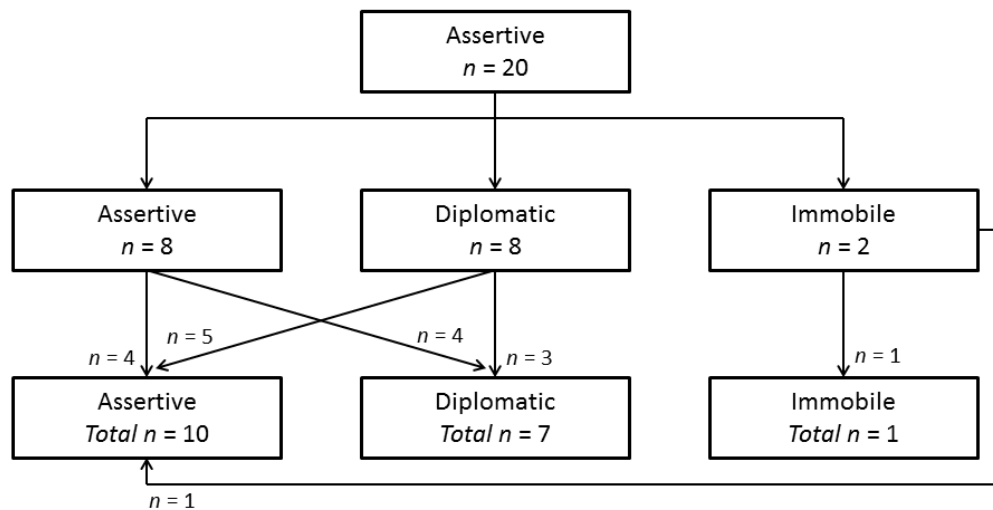 Assertive
n = 20
Assertive
n = 8
Diplomatic
n = 8
Immobile
n = 2
n = 5
n = 4
n = 4
n = 3
n = 1
Assertive
Total n = 10
Diplomatic
Total n = 7
Immobile
Total n = 1
n = 1